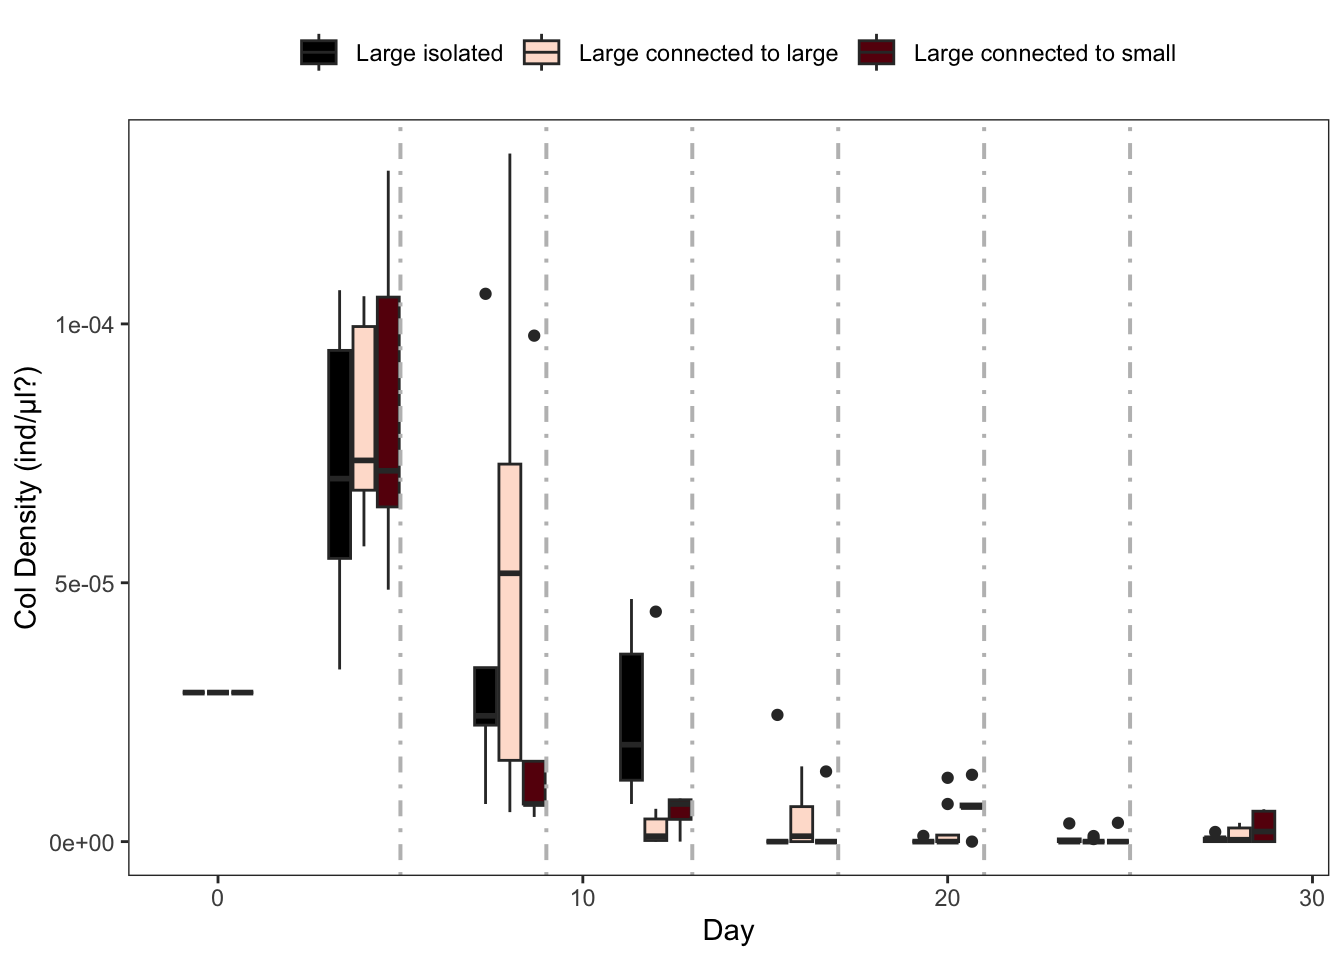 Large isolated Large connected to large Large connected to small
Col Density (ind/µl?)
1e-04
5e-05
0e+00
0 10 20 30
Day